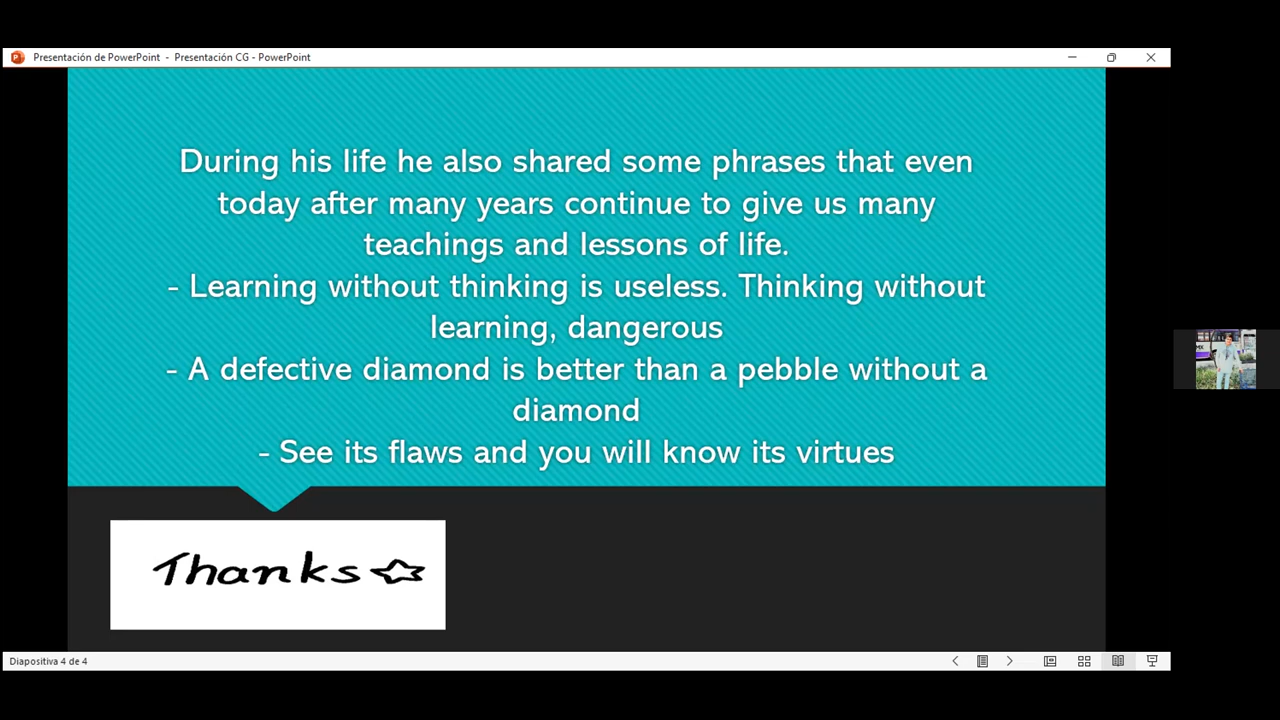 Presentación de PowerPoint - Presentación CG - PowerPoint
During his life he also shared some phrases that even
today after many years continue to give us many
teachings and lessons of life.
- Learning without thinking is useless. Thinking without
learning, dangerous
- A defective diamond is better than a pebble without a
diamond
- See its flaws and you will know its virtues
Thanks
Diapositiva 4 de 4